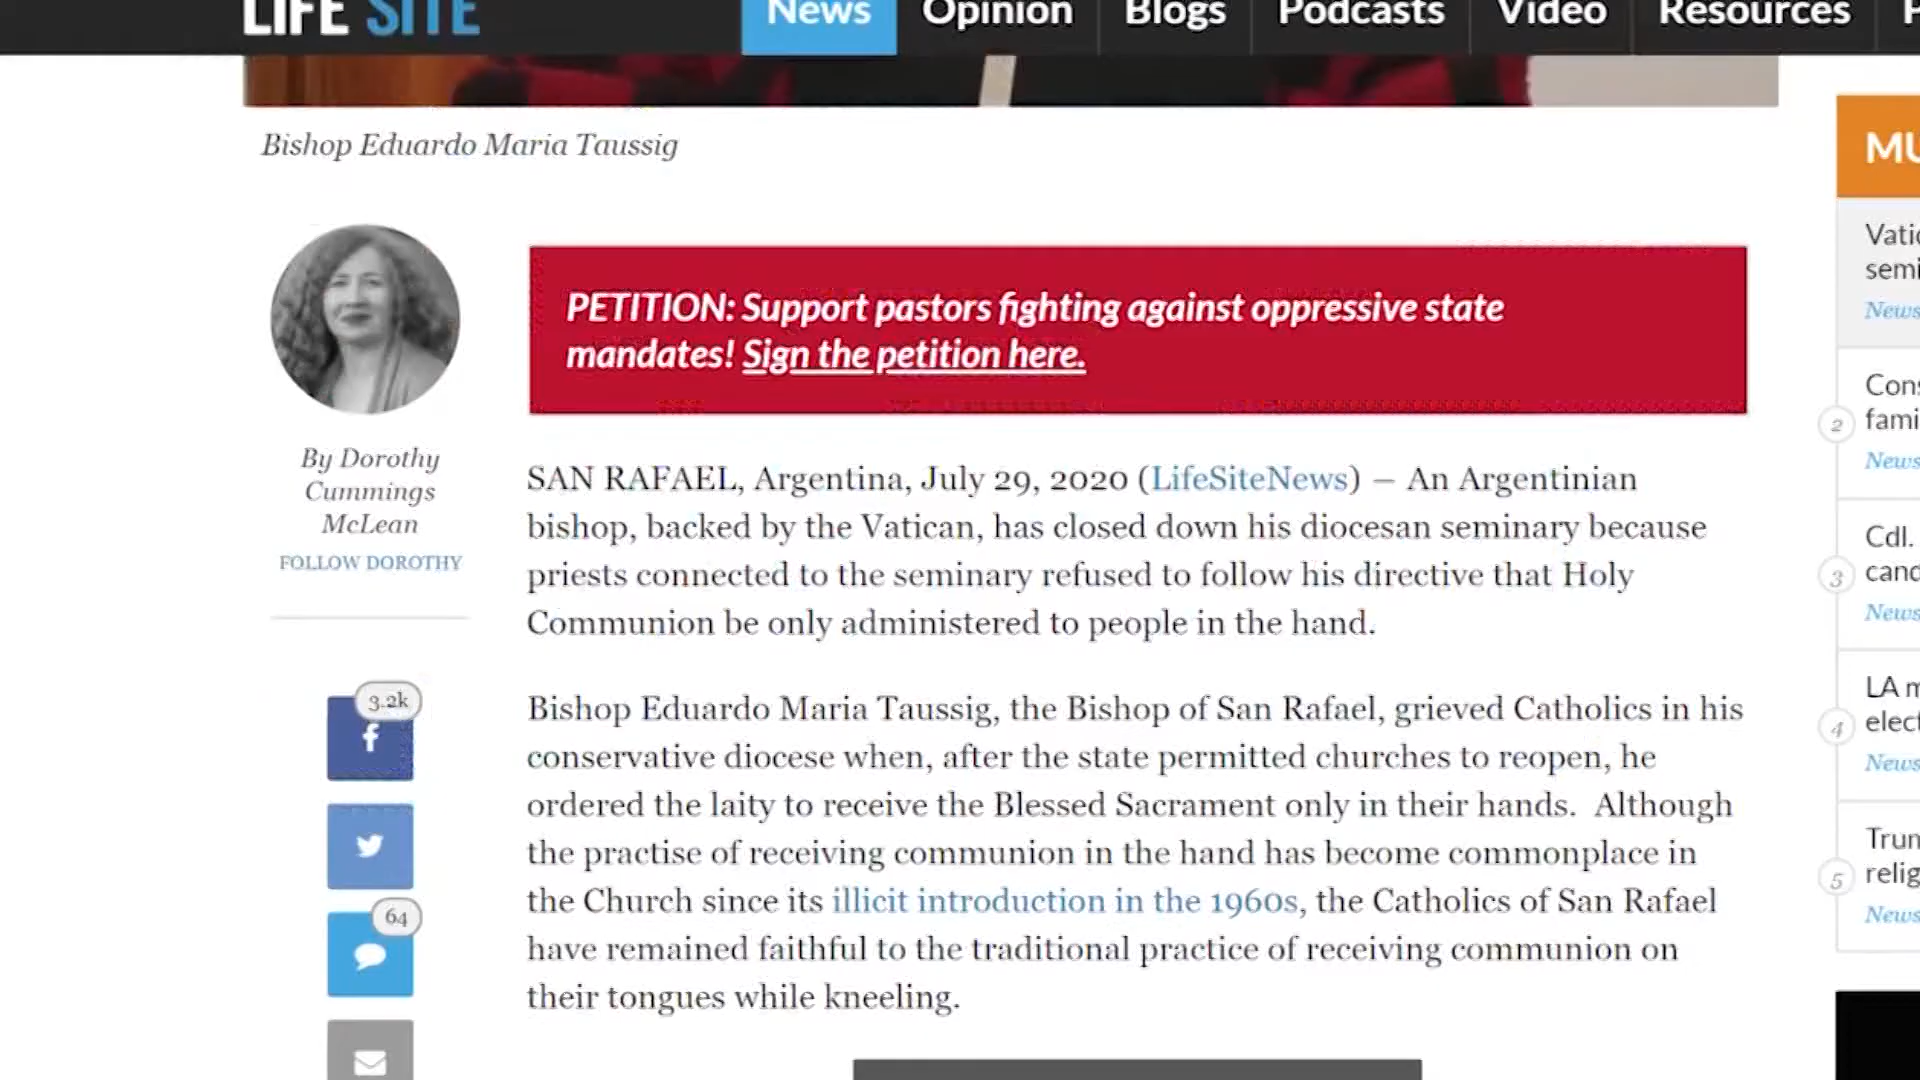 LIFE SITE
News Opinion Blogs Podcasts Video Resources
Bishop Eduardo Maria Taussig
PETITION: Support pastors fighting against oppressive state
mandates! Sign the petition here.
By Dorothy
Cummings
McLean
FOLLOW DOROTHY
SAN RAFAEL, Argentina, July 29, 2020 (LifeSiteNews) – An Argentinian
bishop, backed by the Vatican, has closed down his diocesan seminary because
priests connected to the seminary refused to follow his directive that Holy
Communion be only administered to people in the hand.
Bishop Eduardo Maria Taussig, the Bishop of San Rafael, grieved Catholics in his
conservative diocese when, after the state permitted churches to reopen, he
ordered the laity to receive the Blessed Sacrament only in their hands. Although
the practise of receiving communion in the hand has become commonplace in
the Church since its illicit introduction in the 1960s, the Catholics of San Rafael
have remained faithful to the traditional practice of receiving communion on
their tongues while kneeling.
3.2k
64
MU
Vatic
semi
News
2
Cons
fami
News
3
Cdl.
cand
News
4
LA m
elect
News
5
Trum
relig
News